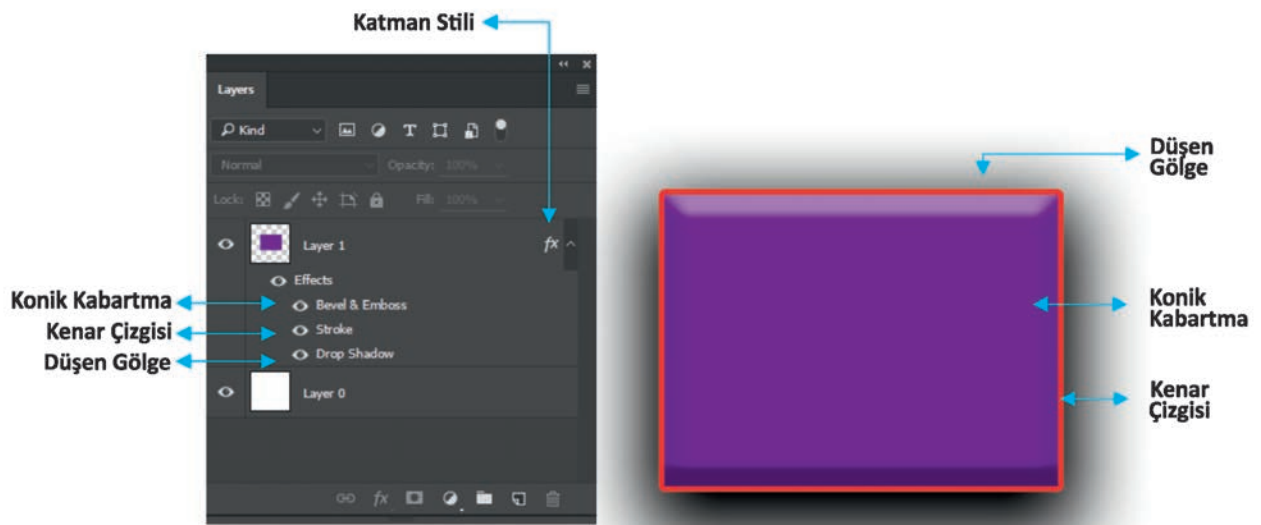 Katman Stili
Layers
Kind
Normal Opacity: 100%
Lock: Fill: 100%
Layer 1 fx
Effects
Konik Kabartma Bevel & Emboss
Kenar Çizgisi Stroke
Düşen Gölge Drop Shadow
Layer 0
fx
Düşen
Gölge
Konik
Kabartma
Kenar
Çizgisi